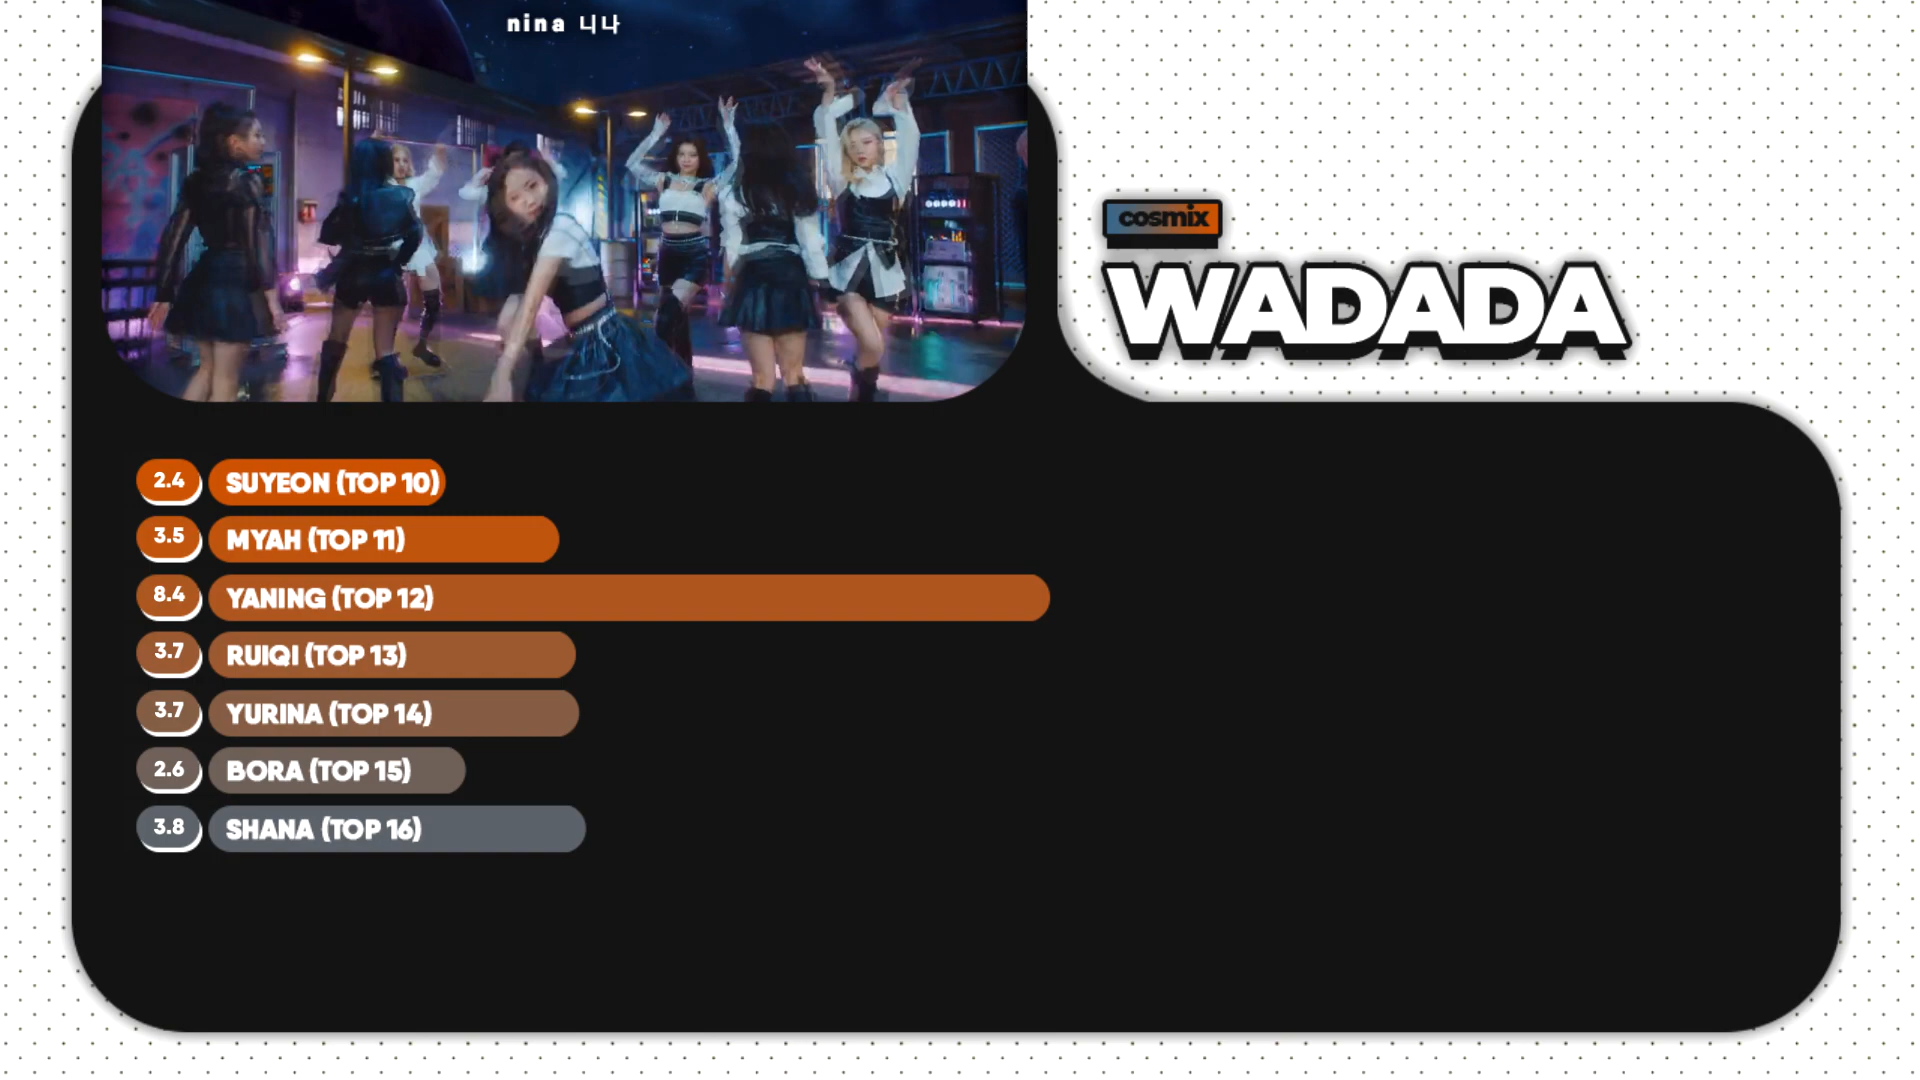 nina 니나
cosmix
WADADA
2.4 SUYEON (TOP 10)
3.5 MYAH (TOP 11)
8.4 YANING (TOP 12)
3.7 RUIQI (TOP 13)
3.7 YURINA (TOP 14)
2.6 BORA (TOP 15)
3.8 SHANA (TOP 16)